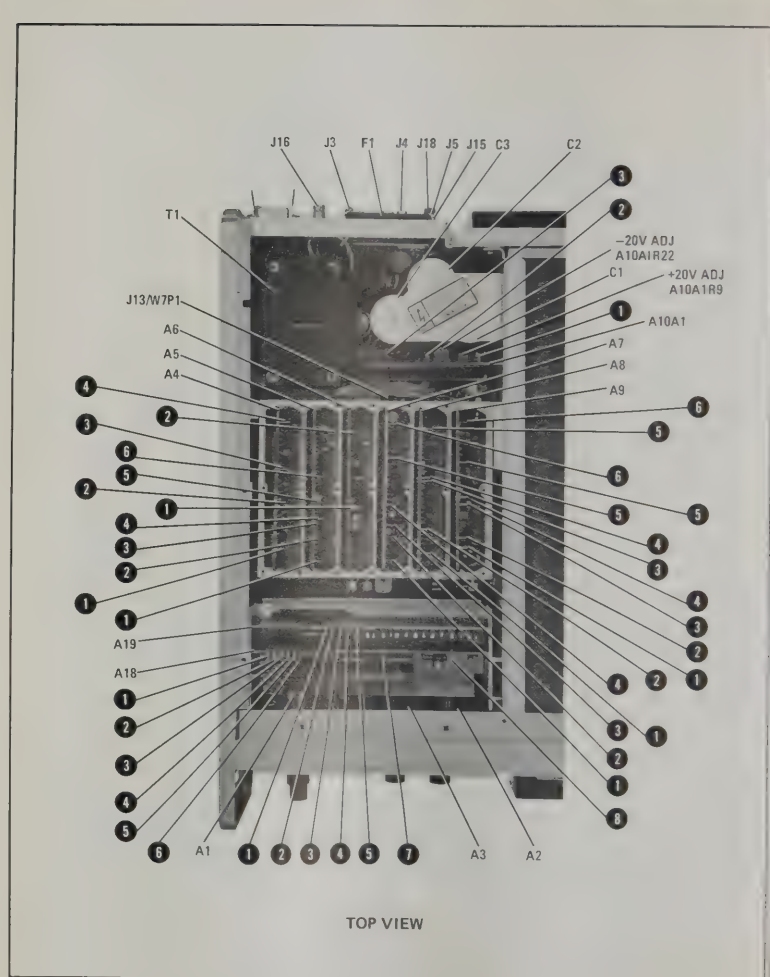 J16 J3 F1 J4 J18 J5 J15 C3 C2
3
T1
2
-20V ADJ
A10A1R22
C1
J13/W7P1
+20V ADJ
A10A1R9
1
A6
A10A1
A5
A7
A4
A8
4
A9
2
6
3
5
6
6
5
5
5
2
1
4
4
3
3
4
2
3
1
2
1
2
1
A19
4
A18
1
3
1
2
2
3
1
4
8
5
6 A1 1 2 3 4 5 7 A3 A2
TOP VIEW